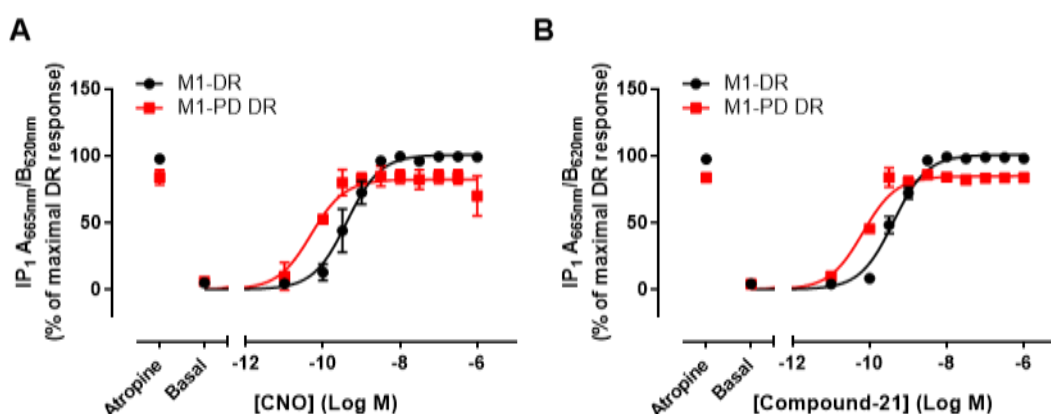 A
M1-DR
M1-PD DR
IP₁ A₆₆₅ₙₘ/B₆₂₀ₙₘ
(% of maximal DR response)
150
100
50
0
Atropine
Basal
-12
-10
-8
-6
[CNO] (Log M)
B
M1-DR
M1-PD DR
IP₁ A₆₆₅ₙₘ/B₆₂₀ₙₘ
(% of maximal DR response)
150
100
50
0
Atropine
Basal
-12
-10
-8
-6
[Compound-21] (Log M)